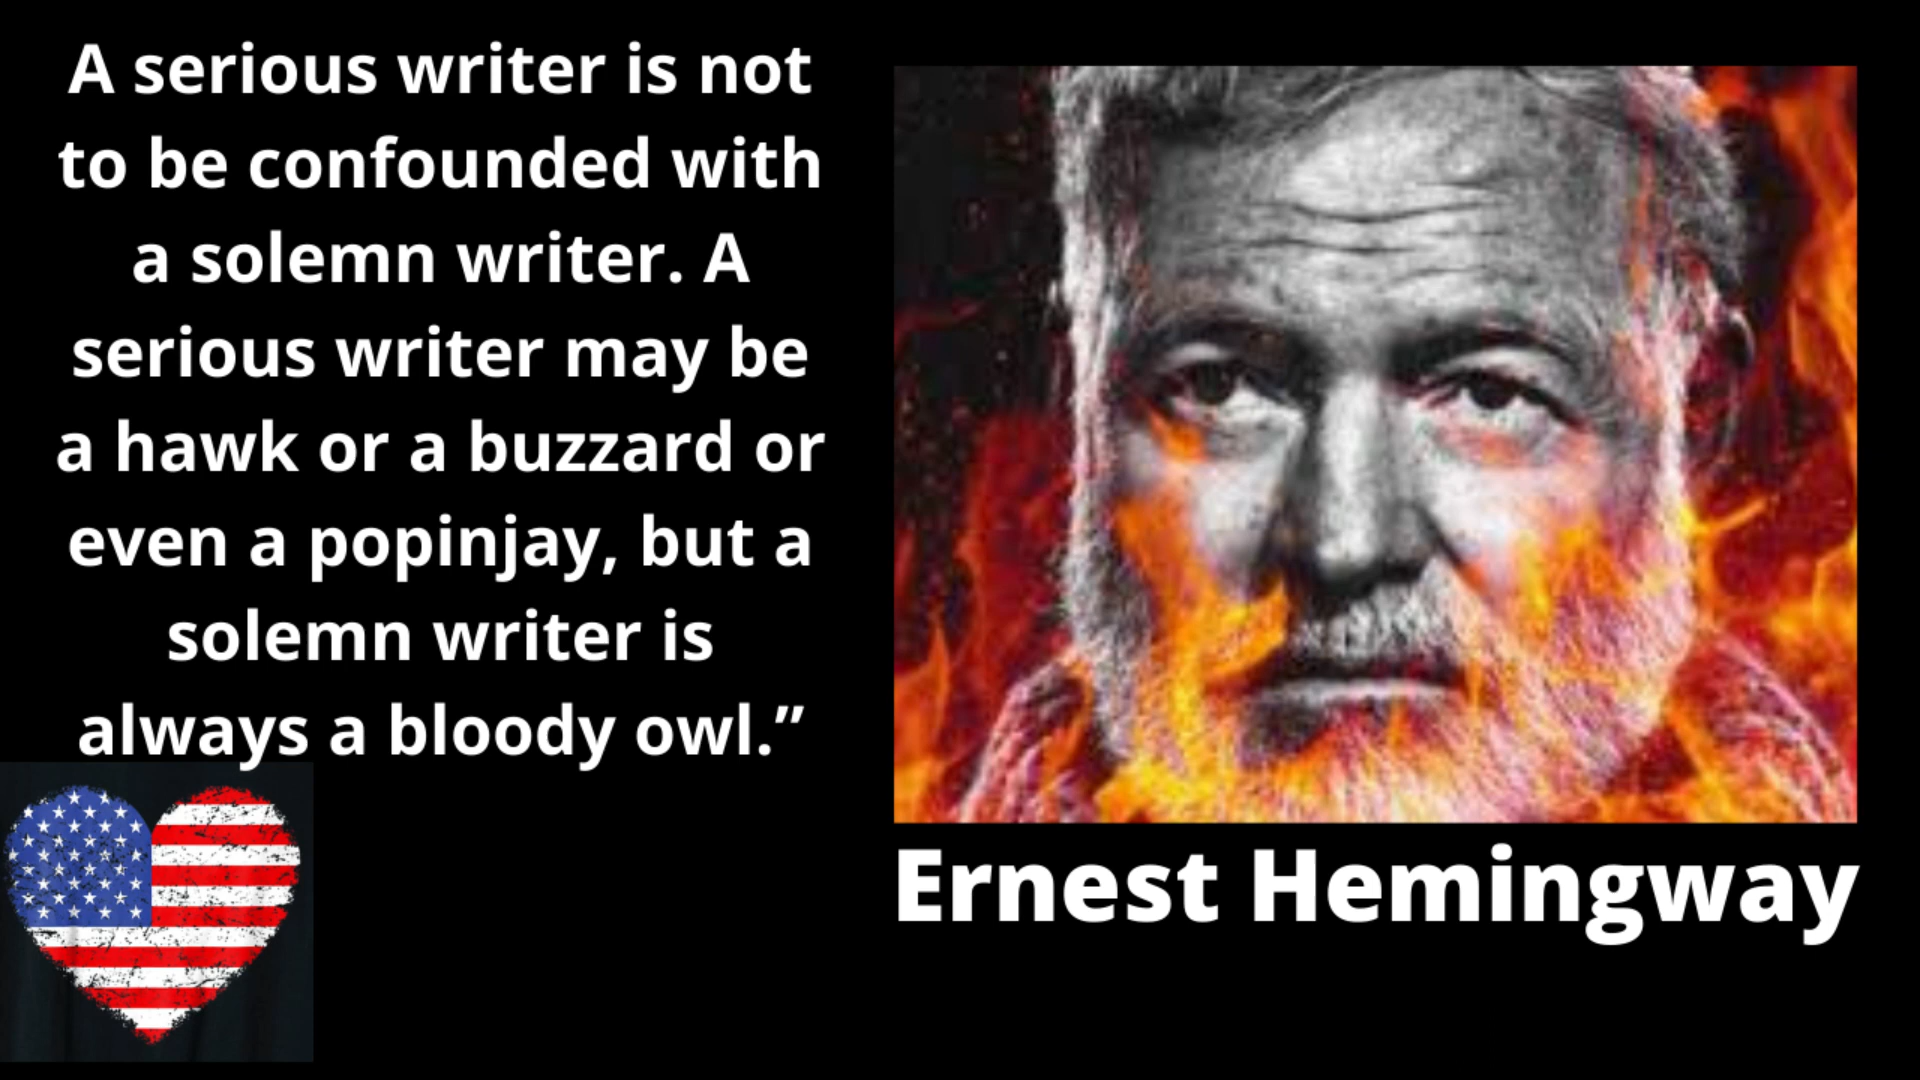 A serious writer is not
to be confounded with
a solemn writer. A
serious writer may be
a hawk or a buzzard or
even a popinjay, but a
solemn writer is
always a bloody owl.”
Ernest Hemingway